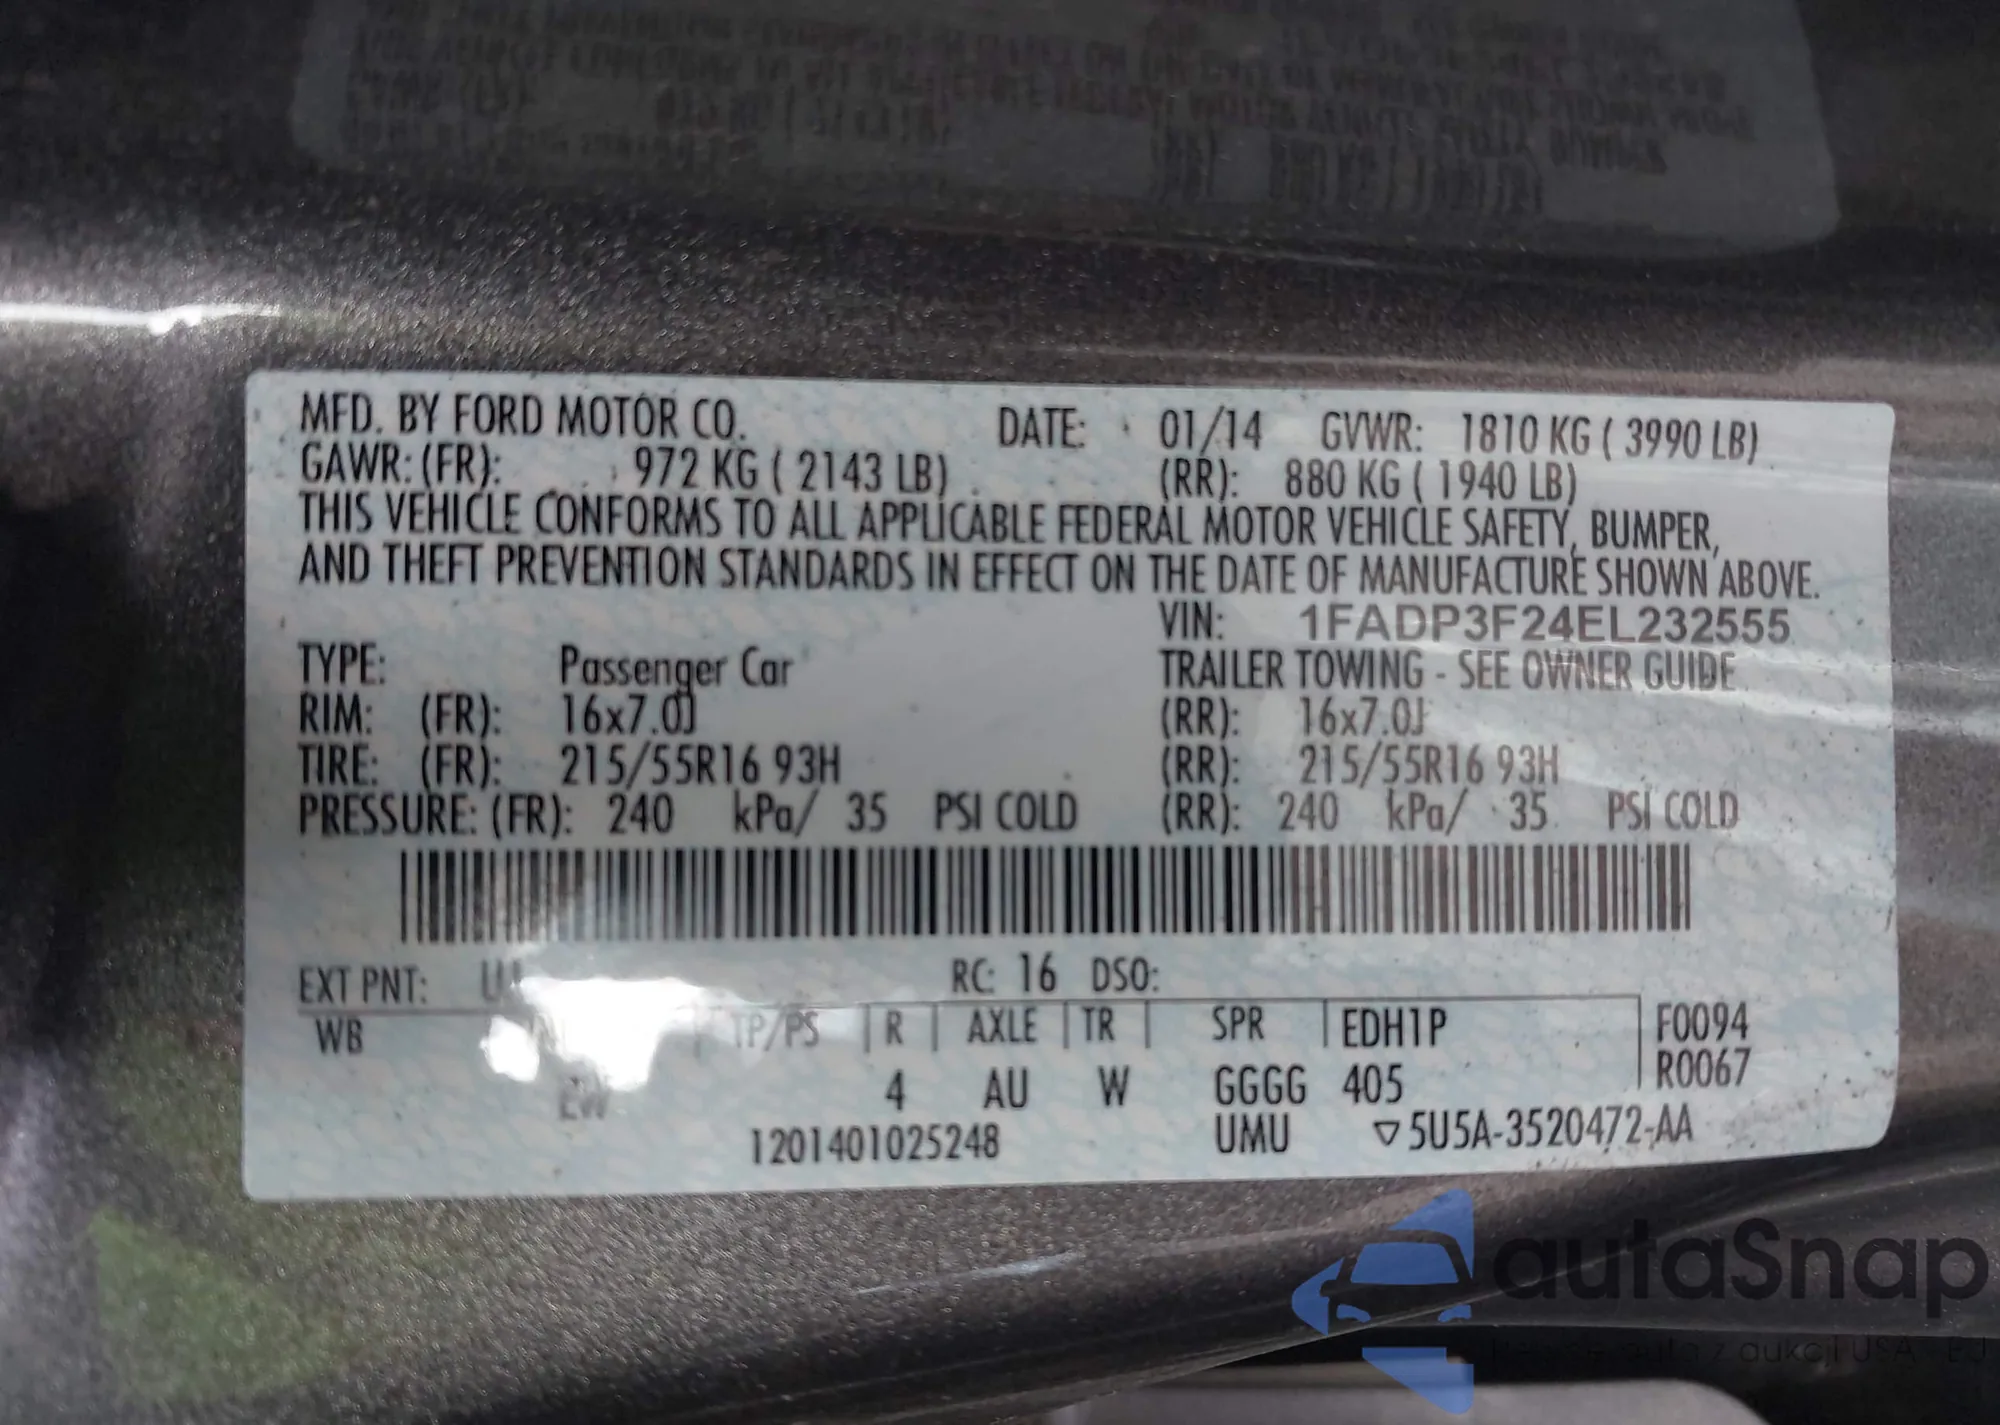 MFD. BY FORD MOTOR CO. DATE: 01/14 GVWR: 1810 KG ( 3990 LB)
GAWR: (FR): 972 KG ( 2143 LB) (RR): 880 KG ( 1940 LB)
THIS VEHICLE CONFORMS TO ALL APPLICABLE FEDERAL MOTOR VEHICLE SAFETY, BUMPER,
AND THEFT PREVENTION STANDARDS IN EFFECT ON THE DATE OF MANUFACTURE SHOWN ABOVE.
VIN: 1FADP3F24EL232555
TYPE: Passenger Car TRAILER TOWING - SEE OWNER GUIDE
RIM: (FR): 16x7.0J (RR): 16x7.0J
TIRE: (FR): 215/55R16 93H (RR): 215/55R16 93H
PRESSURE: (FR): 240 kPa/ 35 PSI COLD (RR): 240 kPa/ 35 PSI COLD
EXT PNT: RC: 16 DSO:
WB TP/PS R AXLE TR SPR EDH1P F0094
R0067
EW 4 AU W GGGG 405
1201401025248 UMU ▽5U5A-3520472-AA
autaSnap